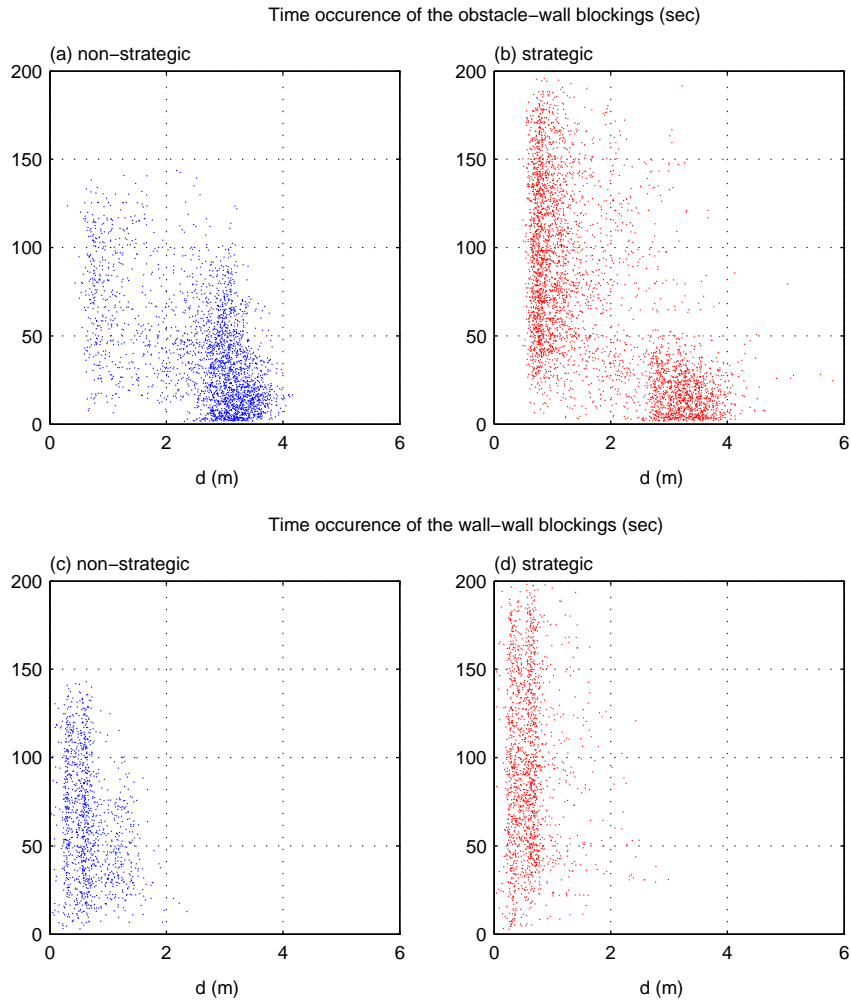 Time occurence of the obstacle−wall blockings (sec)
(a) non−strategic
(b) strategic
200
150
100
50
0
0 2 4 6
d (m)
200
150
100
50
0
0 2 4 6
d (m)
Time occurence of the wall−wall blockings (sec)
(c) non−strategic
(d) strategic
200
150
100
50
0
0 2 4 6
d (m)
200
150
100
50
0
0 2 4 6
d (m)